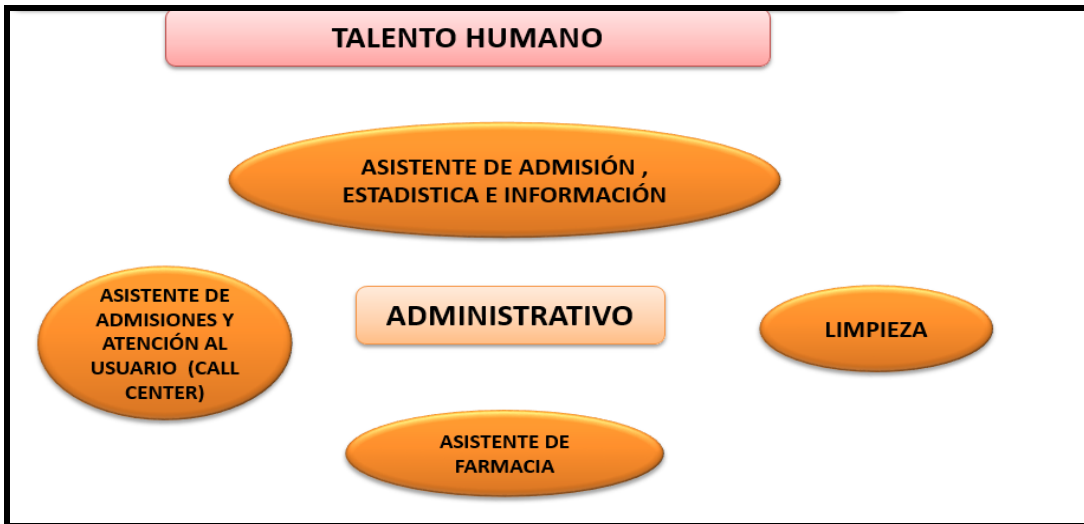 TALENTO HUMANO
ASISTENTE DE ADMISIÓN ,
ESTADISTICA E INFORMACIÓN
ASISTENTE DE
ADMISIONES Y
ATENCIÓN AL
USUARIO (CALL
CENTER)
ADMINISTRATIVO
LIMPIEZA
ASISTENTE DE
FARMACIA